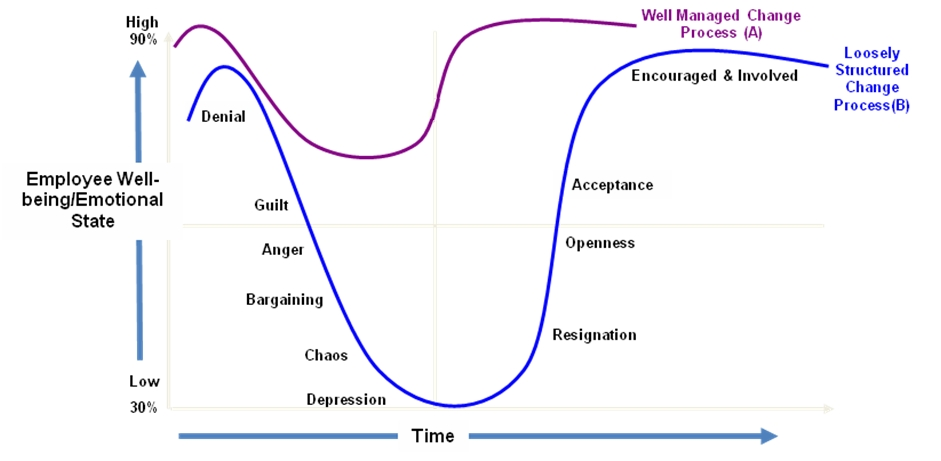 High
90%
Well Managed Change
Process (A)
Loosely
Structured
Change
Process(B)
Encouraged & Involved
Denial
Employee Well-
being/Emotional
State
Guilt
Acceptance
Anger
Openness
Bargaining
Resignation
Chaos
Low
30%
Depression
Time